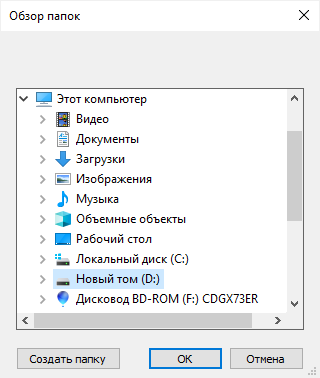 Обзор папок
Этот компьютер
Видео
Документы
Загрузки
Изображения
Музыка
Объемные объекты
Рабочий стол
Локальный диск (C:)
Новый том (D:)
Дисковод BD-ROM (F:) CDGX73ER
Создать папку
OK
Отмена